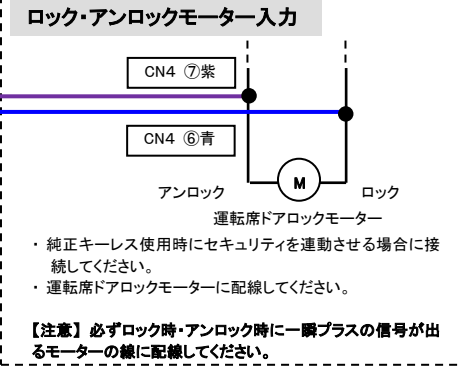 ロック・アンロックモーター入力
CN4 ⑦紫
CN4 ⑥青
M
アンロック
ロック
運転席ドアロックモーター
・ 純正キーレス使用時にセキュリティを連動させる場合に接
続してください。
・ 運転席ドアロックモーターに配線してください。
【注意】 必ずロック時・アンロック時に一瞬プラスの信号が出
るモーターの線に配線してください。